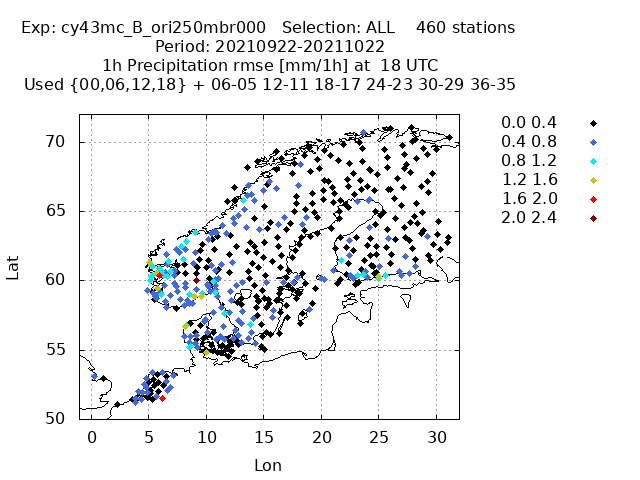 Exp: cy43mc_B_ori250mbr000   Selection: ALL    460 stations
Period: 20210922-20211022
1h Precipitation rmse [mm/1h] at  18 UTC
Used {00,06,12,18} + 06-05 12-11 18-17 24-23 30-29 36-35
0.0 0.4
0.4 0.8
0.8 1.2
1.2 1.6
1.6 2.0
2.0 2.4
70
65
60
55
50
Lat
0 5 10 15 20 25 30
Lon